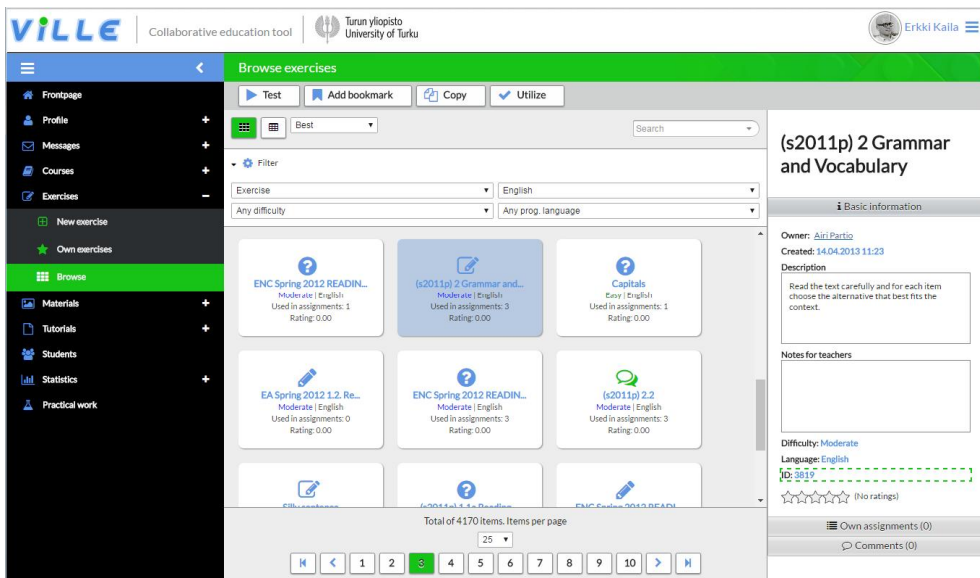 ViLLE
Collaborative education tool
Turun yliopisto
University of Turku
Erkki Kaila
Frontpage
Profile
Messages
Courses
Exercises
New exercise
Own exercises
Browse
Materials
Tutorials
Students
Statistics
Practical work
Browse exercises
Test
Add bookmark
Copy
Utilize
Best
Search
Filter
Exercise
English
Any difficulty
Any prog. language
ENC Spring 2012 READIN...
Moderate | English
Used in assignments: 1
Rating: 0.00
(s2011p) 2 Grammar and...
Moderate | English
Used in assignments: 3
Rating: 0.00
Capitals
Easy | English
Used in assignments: 1
Rating: 0.00
EA Spring 2012 1.2. Re...
Moderate | English
Used in assignments: 0
Rating: 0.00
ENC Spring 2012 READIN...
Moderate | English
Used in assignments: 3
Rating: 0.00
(s2011p) 2.2
Moderate | English
Used in assignments: 3
Rating: 0.00
Total of 4170 items. Items per page
25
1 2 3 4 5 6 7 8 9 10
(s2011p) 2 Grammar
and Vocabulary
Basic information
Owner: Airi Partio
Created: 14.04.2013 11:23
Description
Read the text carefully and for each item
choose the alternative that best fits the
context.
Notes for teachers
Difficulty: Moderate
Language: English
ID: 3819
(No ratings)
Own assignments (0)
Comments (0)